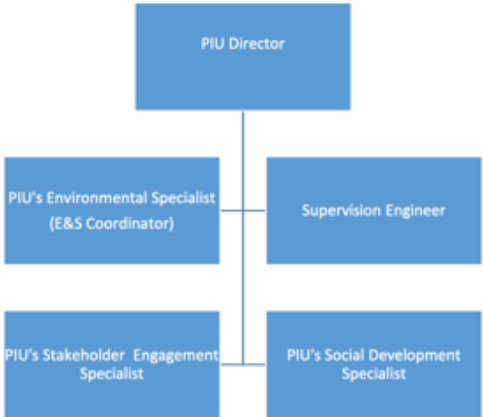 PIU Director
PIU's Environmental Specialist
(E&S Coordinator)
Supervision Engineer
PIU's Stakeholder Engagement
Specialist
PIU's Social Development
Specialist